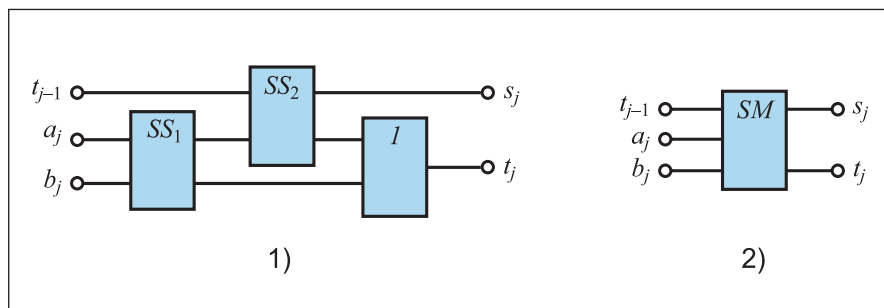 t_{j–1}
a_j
b_j
SS_1
SS_2
1
s_j
t_j
1)
t_{j–1}
a_j
b_j
SM
s_j
t_j
2)